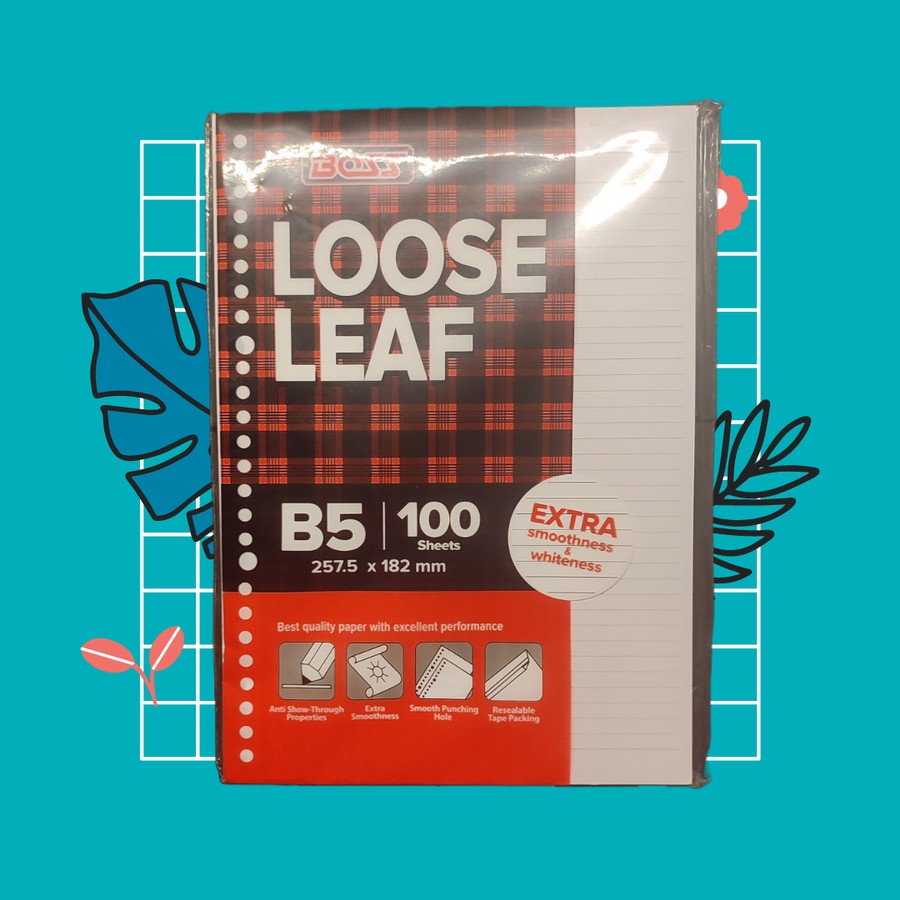 BOSS
LOOSE
LEAF
B5 100
Sheets
257.5 x 182 mm
EXTRA
smoothness
&
whiteness
Best quality paper with excellent performance
Anti Show-Through
Properties
Extra
Smoothness
Smooth Punching
Hole
Resealable
Tape Packing